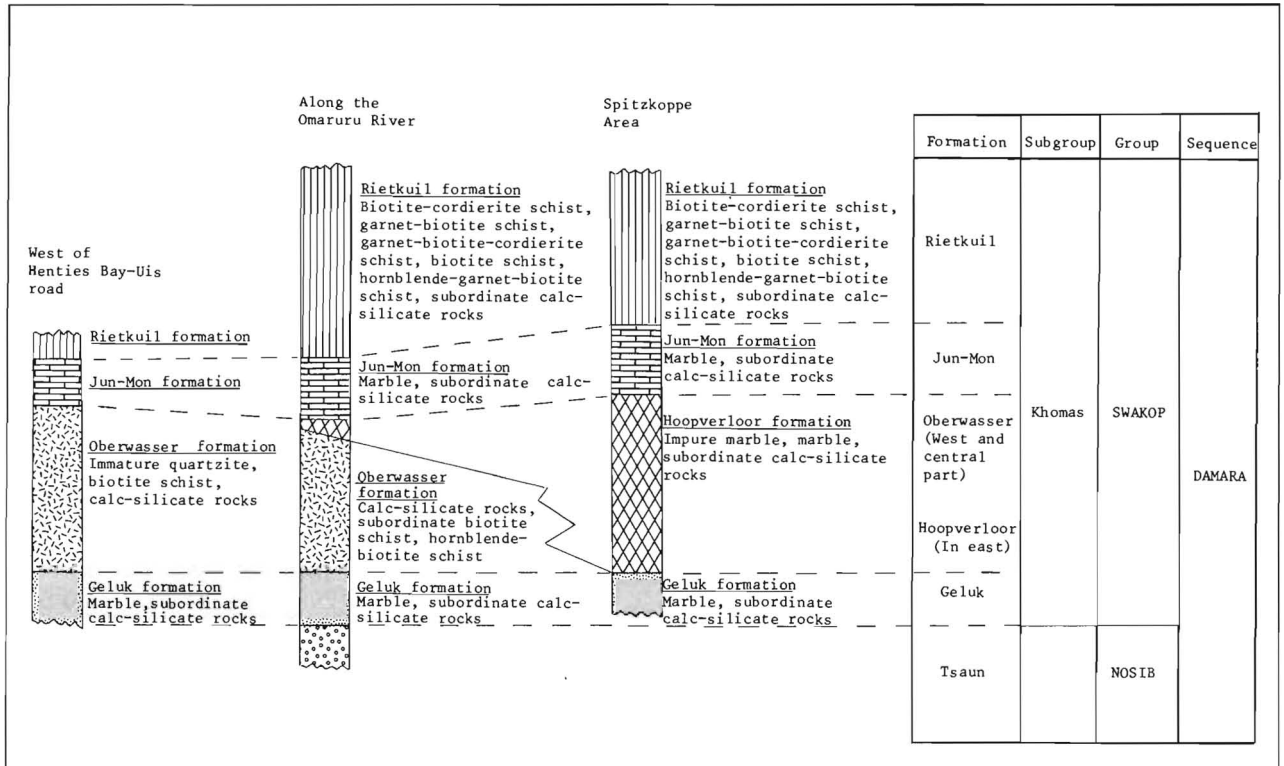 West of
Henties Bay-Uis
road
Rietkuil formation
Jun-Mon formation
Oberwasser formation
Immature quartzite,
biotite schist,
calc-silicate rocks
Geluk formation
Marble,subordinate
calc-silicate rocks
Along the
Omaruru River
Rietkuil formation
Biotite-cordierite schist,
garnet-biotite schist,
garnet-biotite-cordierite
schist, biotite schist,
hornblende-garnet-biotite
schist, subordinate calc-
silicate rocks
Jun-Mon formation
Marble, subordinate calc-
silicate rocks
Oberwasser
formation
Calc-silicate rocks,
subordinate biotite
schist, hornblende-
biotite schist
Geluk formation
Marble, subordinate calc-
silicate rocks
Spitzkoppe
Area
Rietkuil formation
Biotite-cordierite schist,
garnet-biotite schist,
garnet-biotite-cordierite
schist, biotite schist,
hornblende-garnet-biotite
schist, subordinate calc-
silicate rocks
Jun-Mon formation
Marble, subordinate
calc-silicate rocks
Hoopverloor formation
Impure marble, marble,
subordinate calc-silicate
rocks
Geluk formation
Marble, subordinate
calc-silicate rocks
Formation Subgroup Group Sequence
Rietkuil
Jun-Mon
Oberwasser
(West and
central
part)
Hoopverloor
(In east)
Geluk
Tsaun
Khomas
SWAKOP
NOSIB
DAMARA